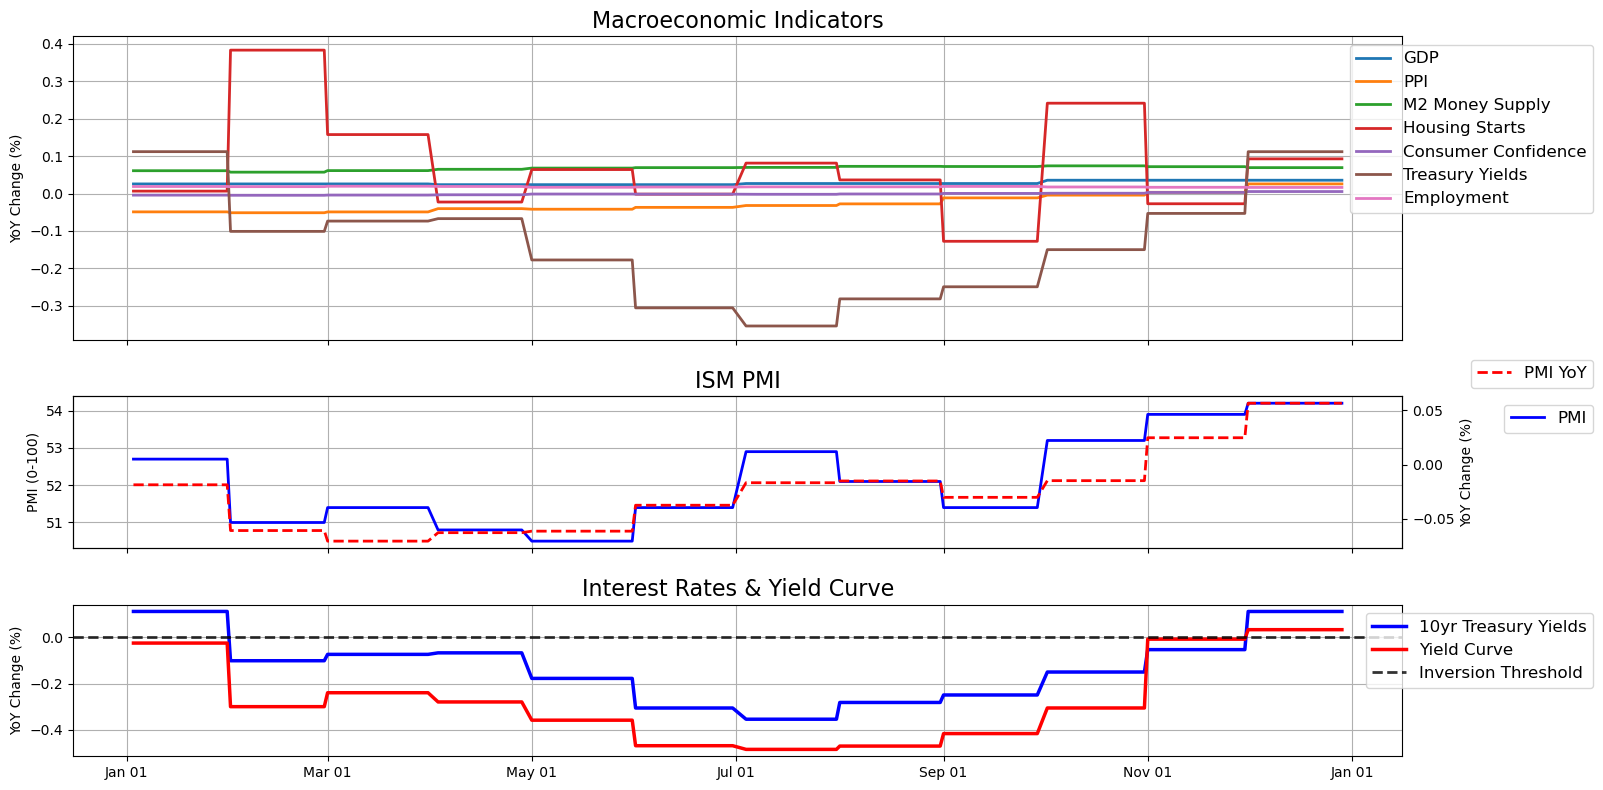 Macroeconomic Indicators
YoY Change (%)
0.4
0.3
0.2
0.1
0.0
−0.1
−0.2
−0.3
GDP
PPI
M2 Money Supply
Housing Starts
Consumer Confidence
Treasury Yields
Employment
ISM PMI
PMI (0-100)
54
53
52
51
0.05
0.00
−0.05
YoY Change (%)
PMI YoY
PMI
Interest Rates & Yield Curve
YoY Change (%)
0.0
−0.2
−0.4
10yr Treasury Yields
Yield Curve
Inversion Threshold
Jan 01 Mar 01 May 01 Jul 01 Sep 01 Nov 01 Jan 01